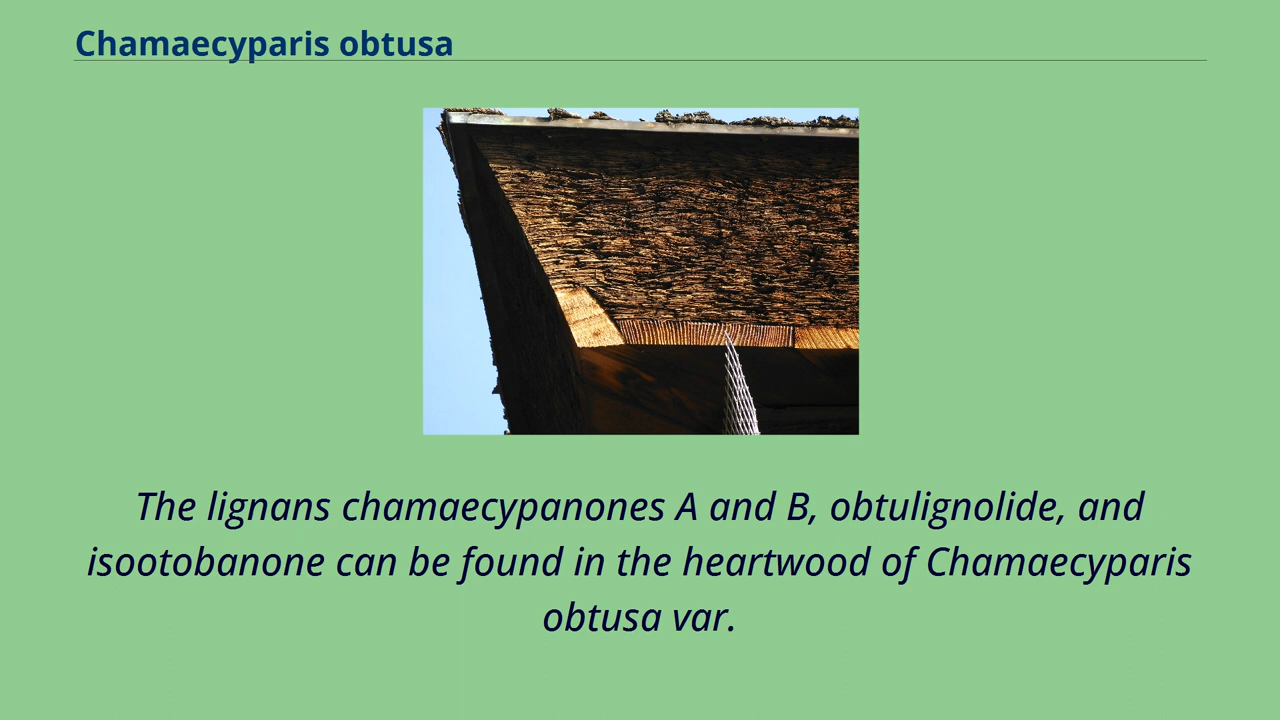 Chamaecyparis obtusa
The lignans chamaecypanones A and B, obtulignolide, and
isootobanone can be found in the heartwood of Chamaecyparis
obtusa var.